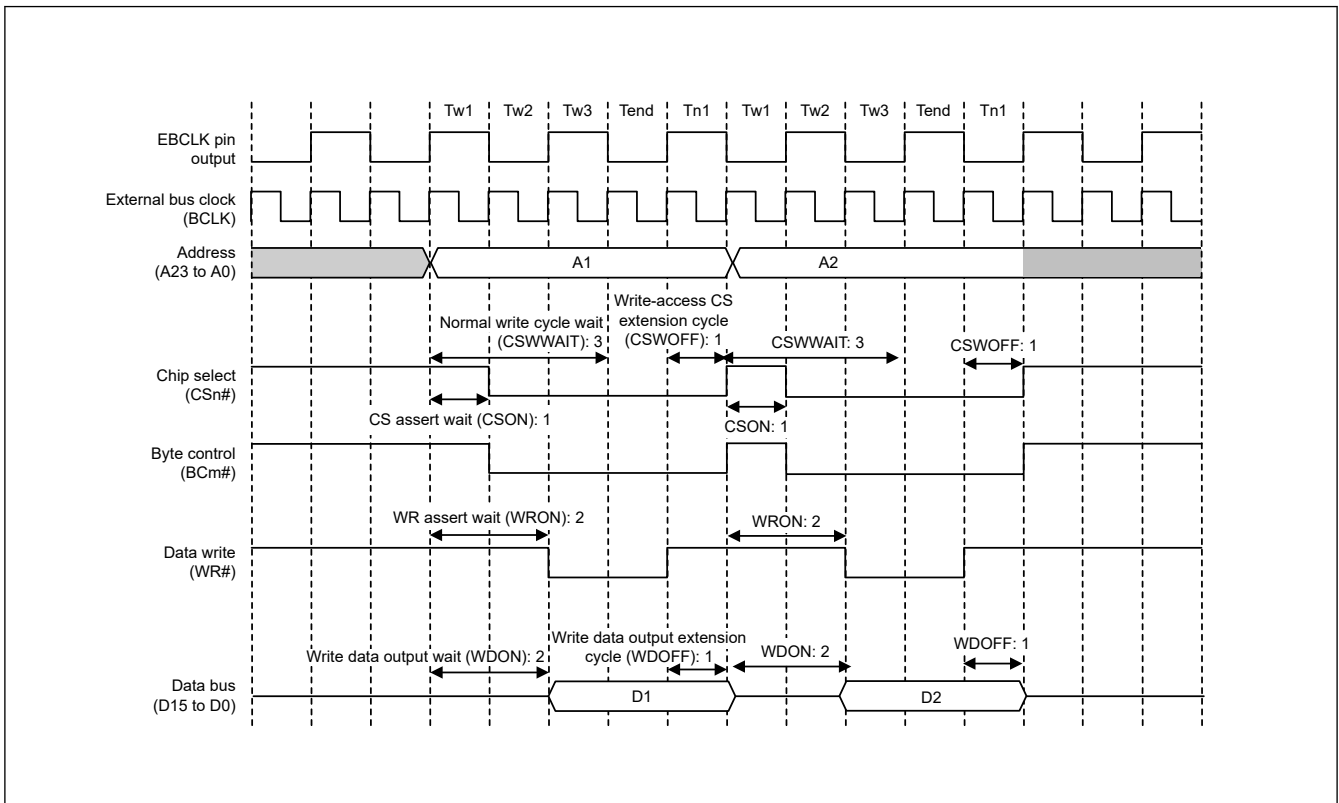 Tw1 Tw2 Tw3 Tend Tn1 Tw1 Tw2 Tw3 Tend Tn1
EBCLK pin
output
External bus clock
(BCLK)
Address
(A23 to A0)
A1 A2
Normal write cycle wait
(CSWWAIT): 3
Write-access CS
extension cycle
(CSWOFF): 1
CSWWAIT: 3
CSWOFF: 1
Chip select
(CSn#)
CS assert wait (CSON): 1
CSON: 1
Byte control
(BCm#)
WR assert wait (WRON): 2
WRON: 2
Data write
(WR#)
Write data output wait (WDON): 2
Write data output extension
cycle (WDOFF): 1
WDON: 2
WDOFF: 1
Data bus
(D15 to D0)
D1 D2